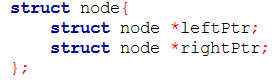 struct node{
    struct node *leftPtr;
    struct node *rightPtr;
};